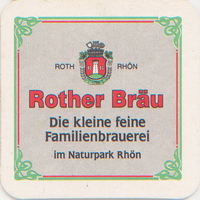 ROTH RHÖN
Rother Bräu
Die kleine feine
Familienbrauerei
im Naturpark Rhön